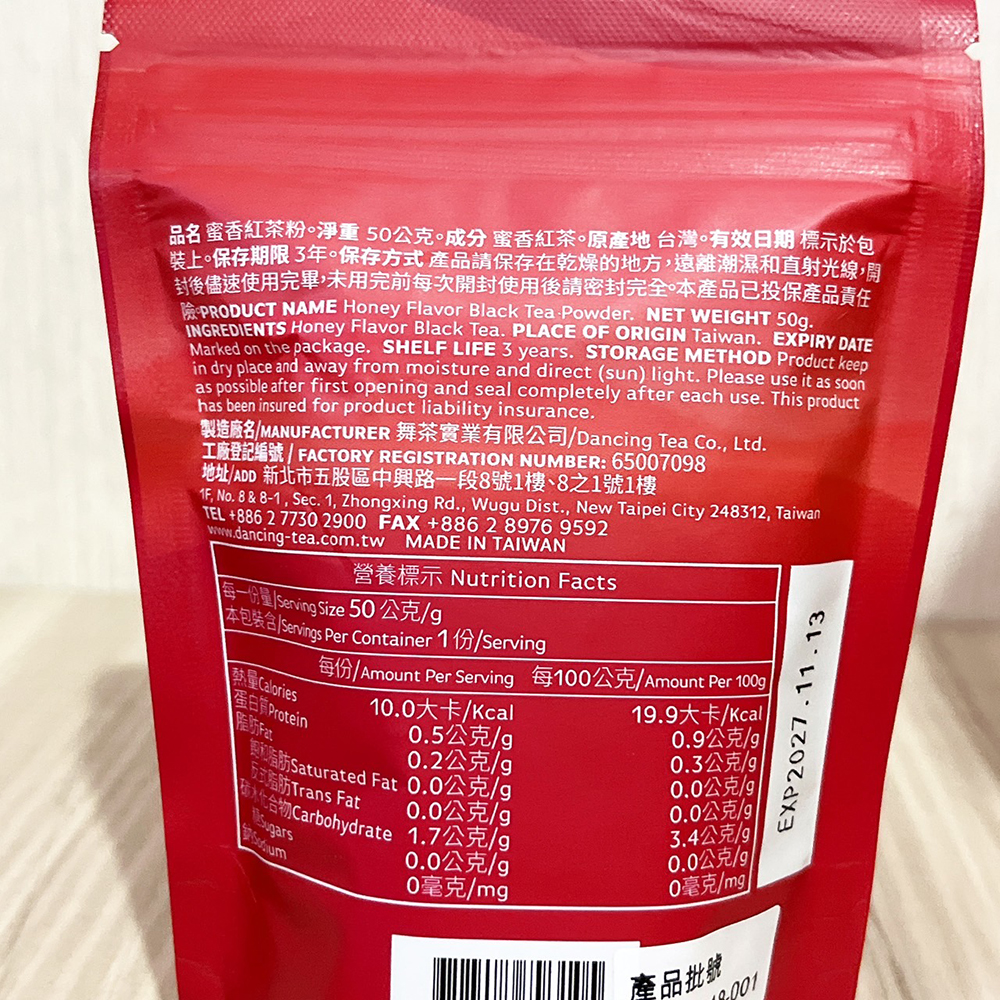 品名 蜜香紅茶粉。淨重 50公克。成分 蜜香紅茶。原產地 台灣。有效日期 標示於包
裝上。保存期限 3年。保存方式 產品請保存在乾燥的地方，遠離潮濕和直射光線，開
封後儘速使用完畢，未用完前每次開封使用後請密封完全。本產品已投保產品責任
險。PRODUCT NAME Honey Flavor Black Tea Powder. NET WEIGHT 50g.
INGREDIENTS Honey Flavor Black Tea. PLACE OF ORIGIN Taiwan. EXPIRY DATE
Marked on the package. SHELF LIFE 3 years. STORAGE METHOD Product keep
in dry place and away from moisture and direct (sun) light. Please use it as soon
as possible after first opening and seal completely after each use. This product
has been insured for product liability insurance.
製造廠名/MANUFACTURER 舞茶實業有限公司/Dancing Tea Co., Ltd.
工廠登記編號 / FACTORY REGISTRATION NUMBER: 65007098
地址/ADD 新北市五股區中興路一段8號1樓、8之1號1樓
1F, No. 8 & 8-1, Sec. 1, Zhongxing Rd., Wugu Dist., New Taipei City 248312, Taiwan
TEL +886 2 7730 2900 FAX +886 2 8976 9592
www.dancing-tea.com.tw MADE IN TAIWAN
營養標示 Nutrition Facts
每一份量/Serving Size 50 公克/g
本包裝含/Servings Per Container 1 份/Serving
每份/Amount Per Serving 每100公克/Amount Per 100g
熱量Calories 10.0大卡/Kcal 19.9大卡/Kcal
蛋白質Protein 0.5公克/g 0.9公克/g
脂肪Fat 0.2公克/g 0.3公克/g
飽和脂肪Saturated Fat 0.0公克/g 0.0公克/g
反式脂肪Trans Fat 0.0公克/g 0.0公克/g
碳水化合物Carbohydrate 1.7公克/g 3.4公克/g
糖Sugars 0.0公克/g 0.0公克/g
鈉Sodium 0毫克/mg 0毫克/mg
EXP2027.11.13
產品批號